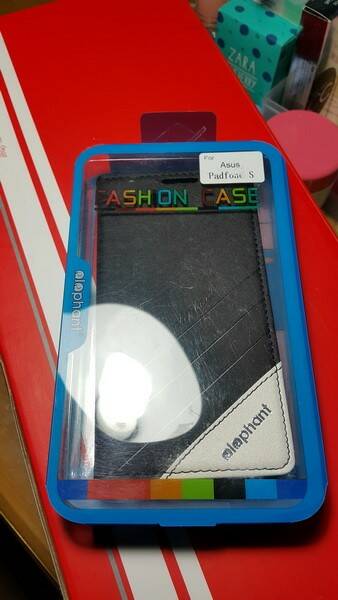 ZARA
For
Asus
Padfone S
FASHION CASE
elephant
elephant